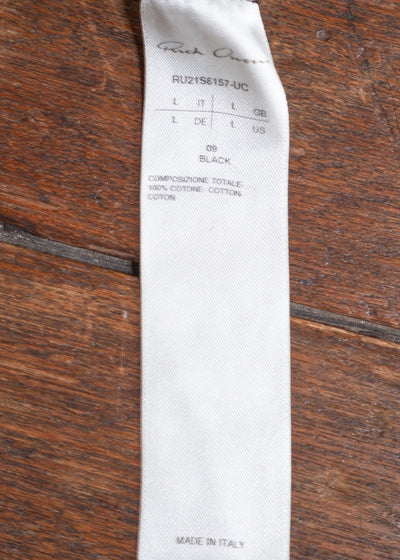 Rick Owens
RU21S6157-UC
L IT L GB
L DE L US
09
BLACK
COMPOSIZIONE TOTALE-
100% COTONE- COTTON-
COTON
MADE IN ITALY